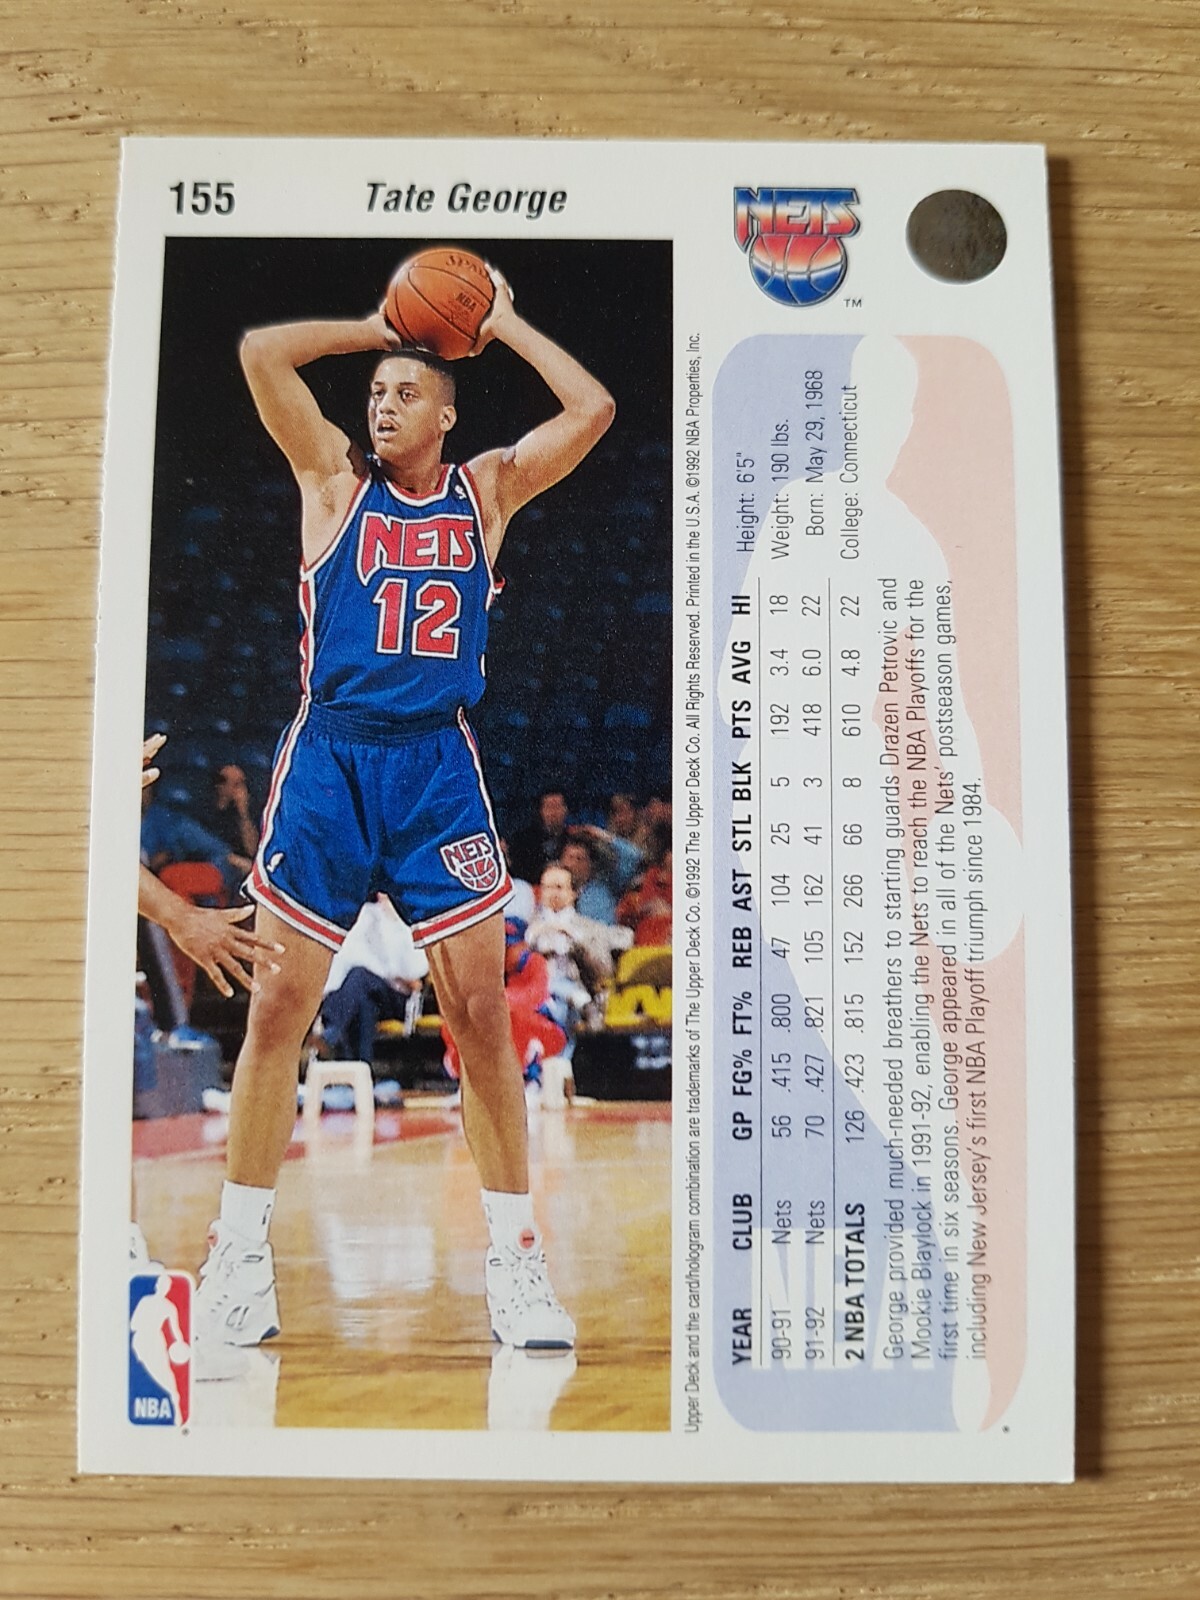 155
Tate George
NETS
TM
SPALDING
NBA
NETS
12
NETS
NBA
Upper Deck and the card/hologram combination are trademarks of The Upper Deck Co. ©1992 The Upper Deck Co. All Rights Reserved. Printed in the U.S.A. ©1992 NBA Properties, Inc.
Height: 6'5"
Weight: 190 lbs.
Born: May 29, 1968
College: Connecticut
YEAR CLUB GP FG% FT% REB AST STL BLK PTS AVG HI
90-91 Nets 56 .415 .800 47 104 25 5 192 3.4 18
91-92 Nets 70 .427 .821 105 162 41 3 418 6.0 22
2 NBA TOTALS 126 .423 .815 152 266 66 8 610 4.8 22
George provided much-needed breathers to starting guards Drazen Petrovic and
Mookie Blaylock in 1991-92, enabling the Nets to reach the NBA Playoffs for the
first time in six seasons. George appeared in all of the Nets' postseason games,
including New Jersey's first NBA Playoff triumph since 1984.